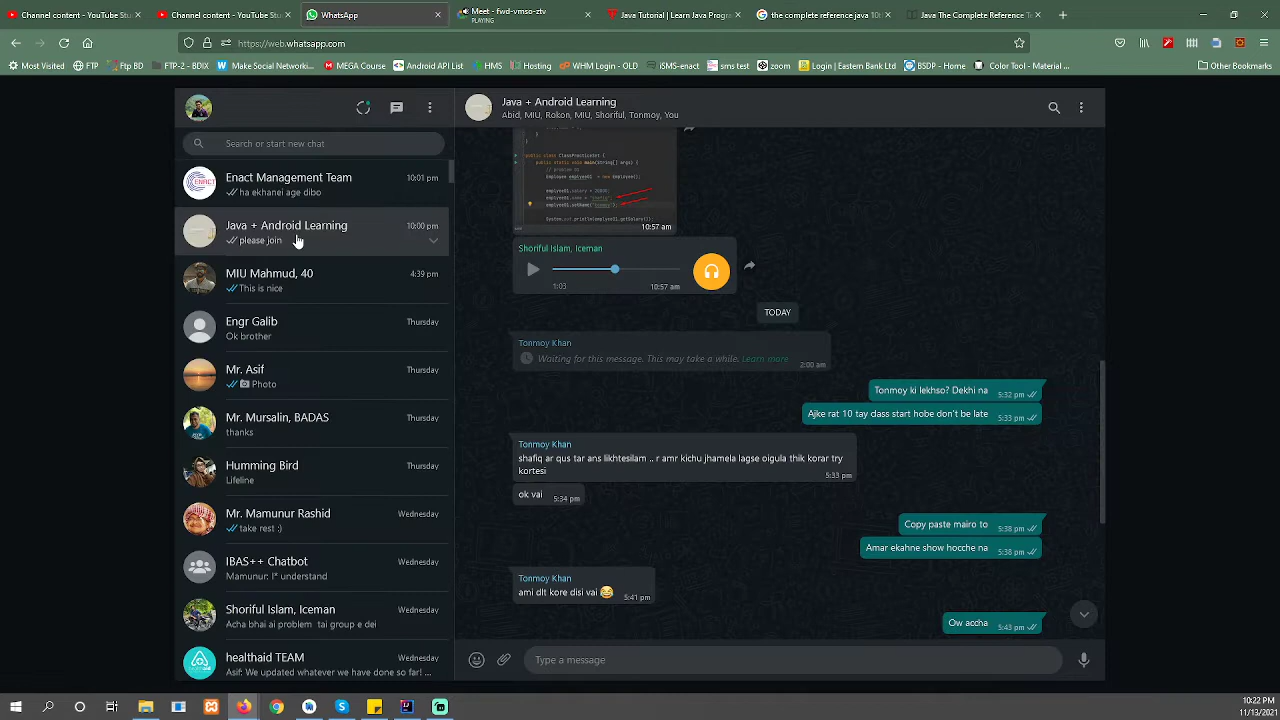 Channel content - YouTube Stu
Channel content - YouTube Stu
WhatsApp
Meet - fwd-vnso-rtv
PLAYING
Java Tutorial | Learn Java Progra
the complete reference java 10t
Java The Complete Reference T
https://web.whatsapp.com
Most Visited
FTP
Ftp BD
FTP-2 - BDIX
Make Social Networki...
MEGA Course
Android API List
HMS
Hosting
WHM Login - OLD
iSMS-enact
sms test
zoom
Login | Eastern Bank Ltd
BSDP - Home
Color Tool - Material ...
Other Bookmarks
Search or start new chat
Enact Management Team
10:01 pm
ha ekhanei age dibo
Java + Android Learning
10:00 pm
please join
MIU Mahmud, 40
4:39 pm
This is nice
Engr Galib
Thursday
Ok brother
Mr. Asif
Thursday
Photo
Mr. Mursalin, BADAS
Thursday
thanks
Humming Bird
Thursday
Lifeline
Mr. Mamunur Rashid
Wednesday
take rest :)
IBAS++ Chatbot
Wednesday
Mamunur: I" understand
Shoriful Islam, Iceman
Wednesday
Acha bhai ai problem tai group e dei
healthaid TEAM
Wednesday
Asif: We updated whatever we have done so far! ...
Java + Android Learning
Abid, MIU, Rokon, MIU, Shoriful, Tonmoy, You
public class ClassPracticeSet {
public static void main(String[] args) {
10:57 am
Shoriful Islam, Iceman
1:03
10:57 am
TODAY
Tonmoy Khan
Waiting for this message. This may take a while. Learn more
2:00 am
Tonmoy ki lekhso? Dekhi na
5:32 pm
Ajke rat 10 tay class start hobe don't be late
5:33 pm
Tonmoy Khan
shafiq ar qus tar ans likhtesilam .. r amr kichu jhamela lagse oigula thik korar try
kortesi
5:33 pm
ok vai
5:34 pm
Copy paste mairo to
5:38 pm
Amar ekahne show hocche na
5:38 pm
Tonmoy Khan
ami dlt kore disi vai 😅
5:41 pm
Ow accha
5:43 pm
Type a message
10:22 PM
11/13/2021